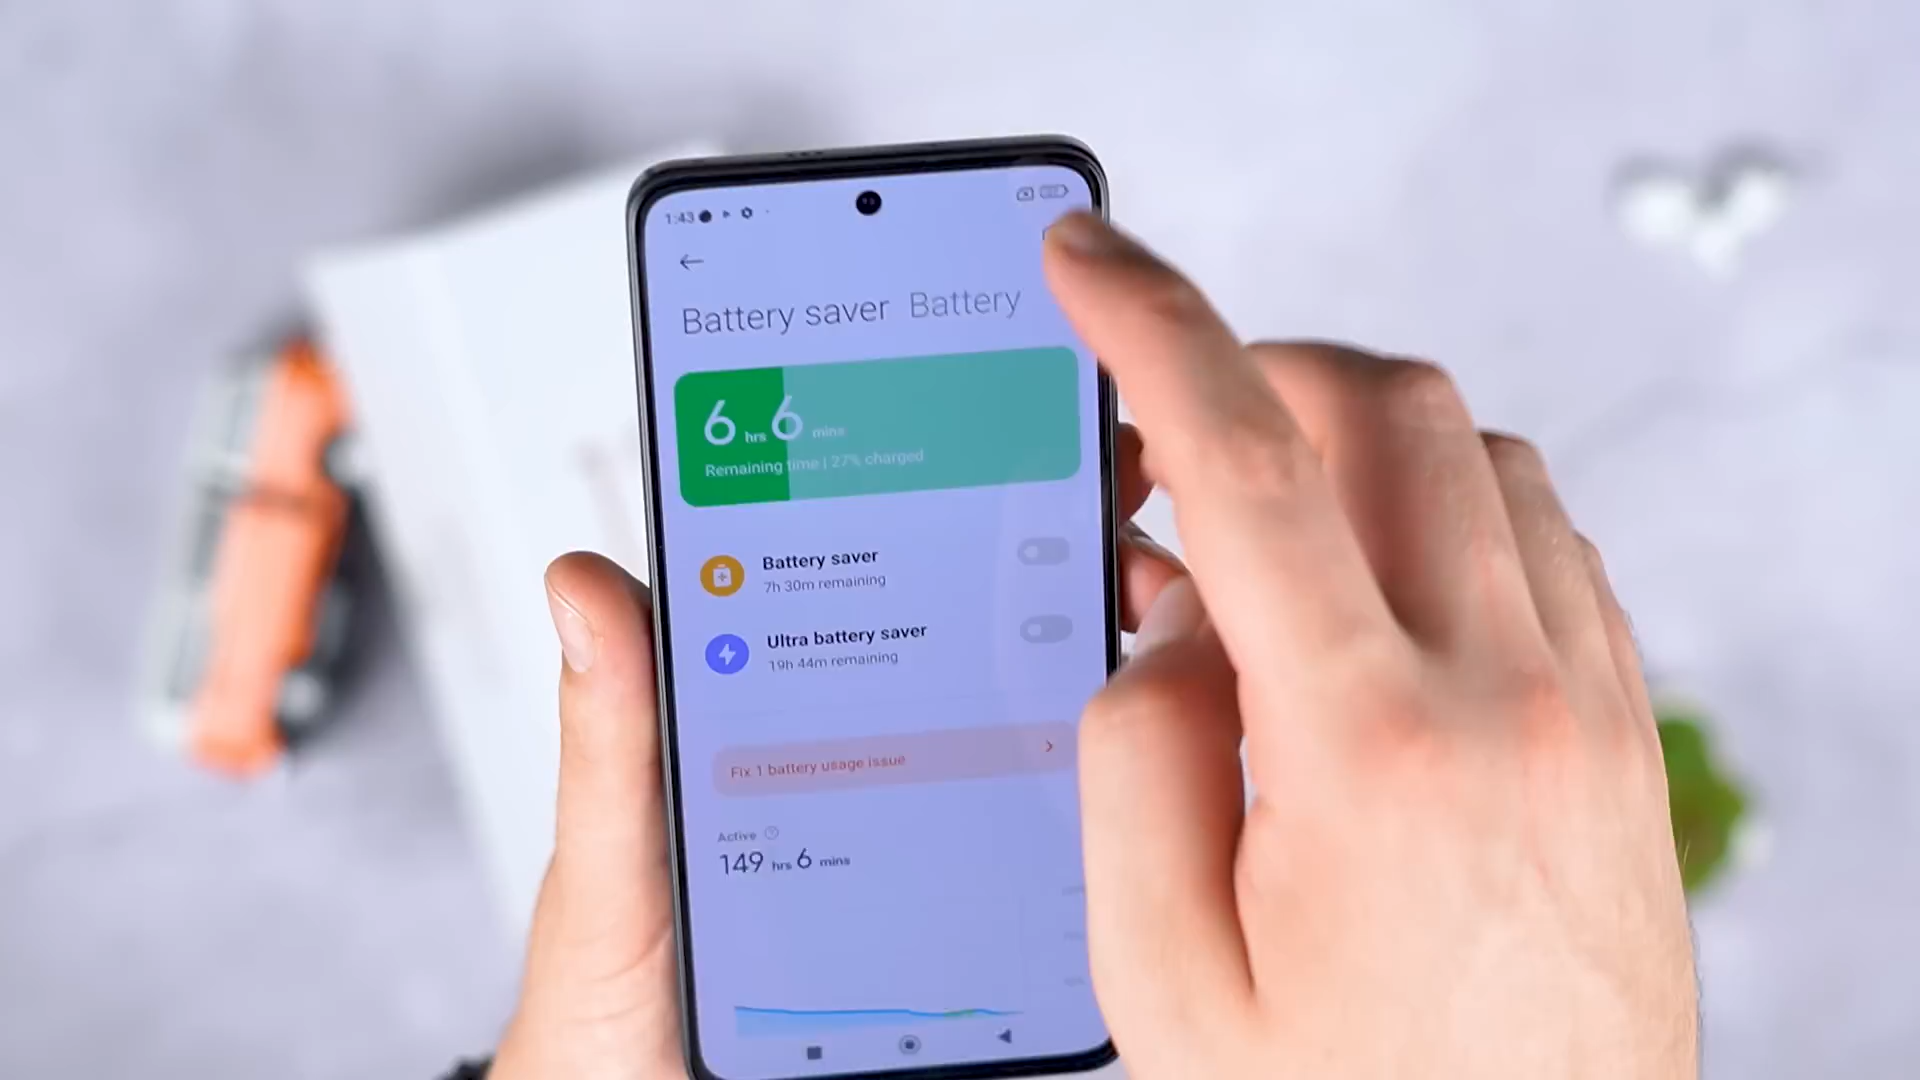 1:43
Battery saver Battery
6 hrs 6 mins
Remaining time | 27% charged
Battery saver
7h 30m remaining
Ultra battery saver
19h 44m remaining
Fix 1 battery usage issue
Active
149 hrs 6 mins